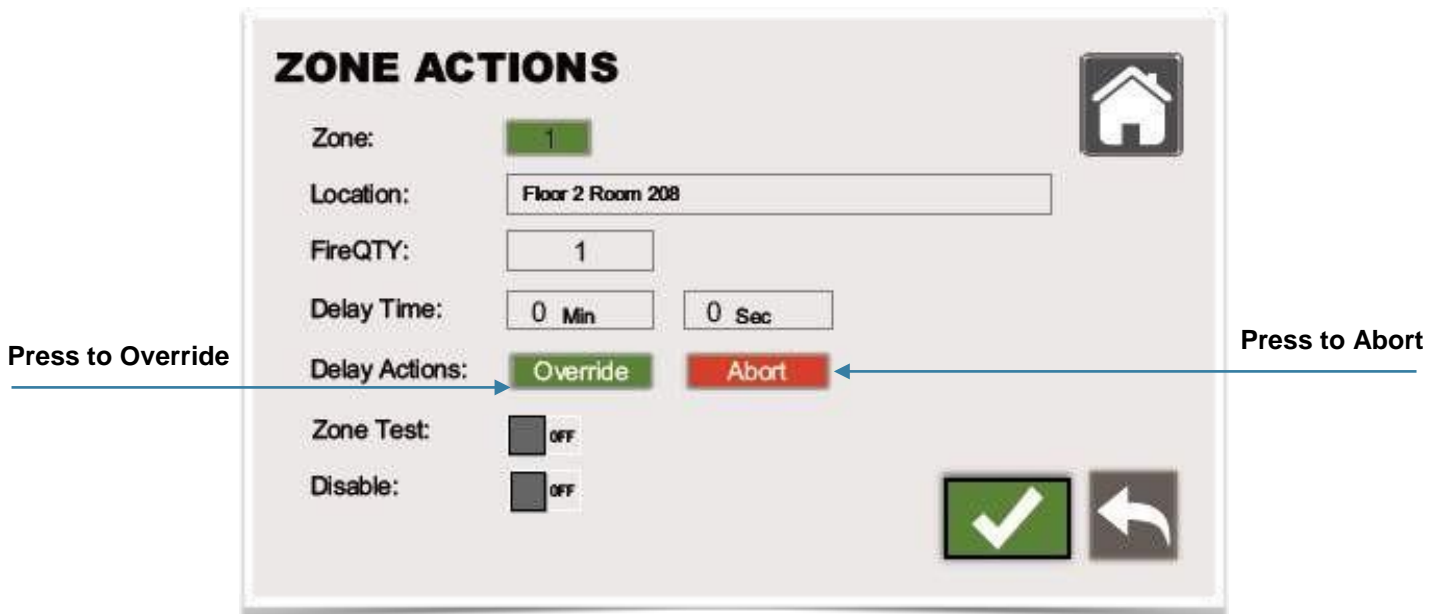 ZONE ACTIONS
Zone: 1
Location: Floor 2 Room 208
FireQTY: 1
Delay Time: 0 Min 0 Sec
Press to Override
Delay Actions: Override Abort
Press to Abort
Zone Test: OFF
Disable: OFF